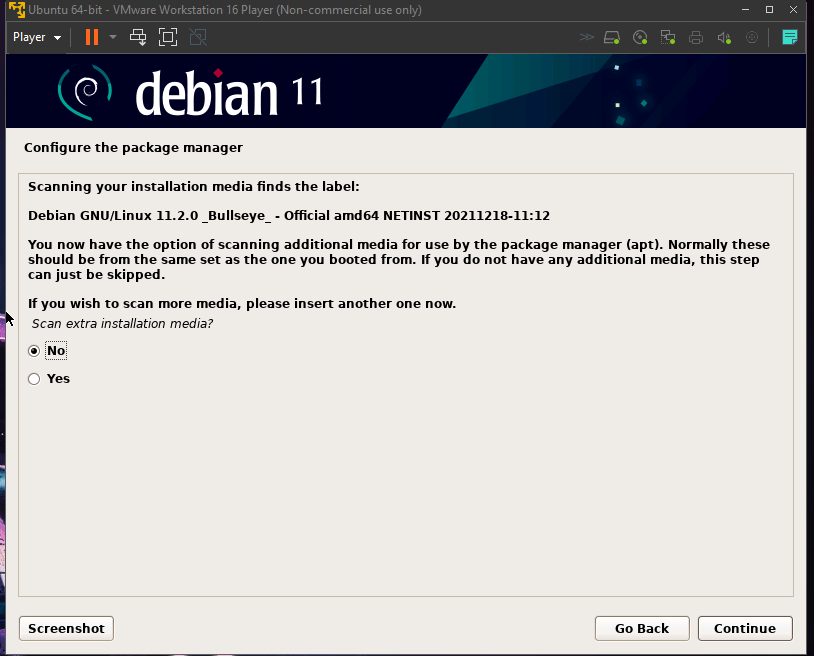 Ubuntu 64-bit - VMware Workstation 16 Player (Non-commercial use only)
Player
debian 11
Configure the package manager
Scanning your installation media finds the label:
Debian GNU/Linux 11.2.0 _Bullseye_ - Official amd64 NETINST 20211218-11:12
You now have the option of scanning additional media for use by the package manager (apt). Normally these
should be from the same set as the one you booted from. If you do not have any additional media, this step
can just be skipped.
If you wish to scan more media, please insert another one now.
Scan extra installation media?
No
Yes
Screenshot
Go Back
Continue